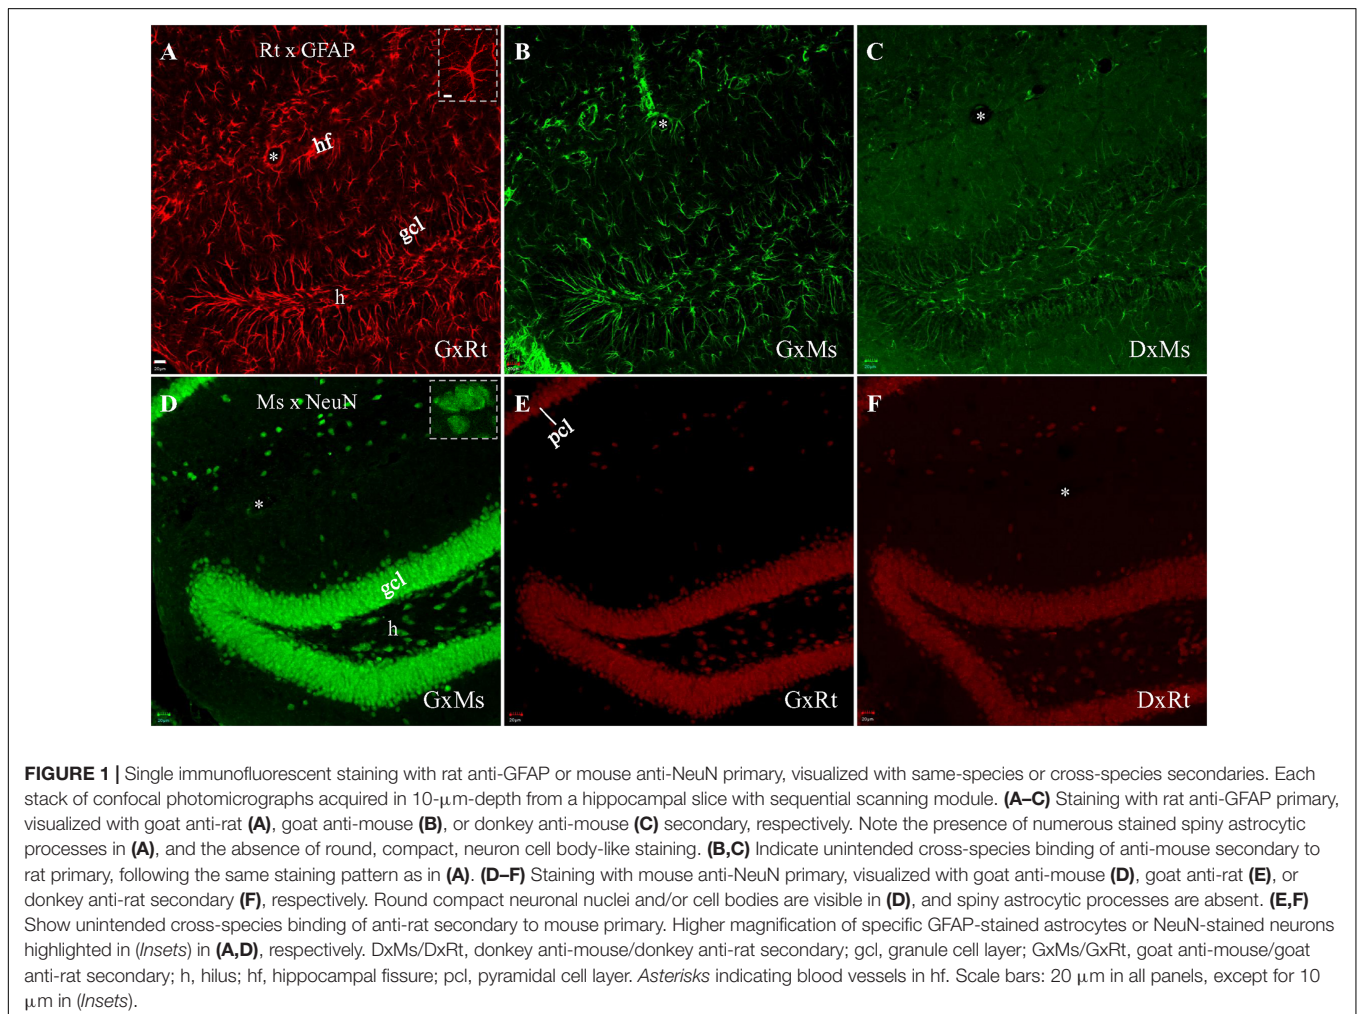 A
Rt x GFAP
*
hf
gcl
h
GxRt
20μm
B
*
GxMs
20μm
C
*
DxMs
20μm
D
Ms x NeuN
*
gcl
h
GxMs
20μm
E
pcl
GxRt
20μm
F
*
DxRt
20μm
FIGURE 1 | Single immunofluorescent staining with rat anti-GFAP or mouse anti-NeuN primary, visualized with same-species or cross-species secondaries. Each
stack of confocal photomicrographs acquired in 10-μm-depth from a hippocampal slice with sequential scanning module. (A–C) Staining with rat anti-GFAP primary,
visualized with goat anti-rat (A), goat anti-mouse (B), or donkey anti-mouse (C) secondary, respectively. Note the presence of numerous stained spiny astrocytic
processes in (A), and the absence of round, compact, neuron cell body-like staining. (B,C) Indicate unintended cross-species binding of anti-mouse secondary to
rat primary, following the same staining pattern as in (A). (D–F) Staining with mouse anti-NeuN primary, visualized with goat anti-mouse (D), goat anti-rat (E), or
donkey anti-rat secondary (F), respectively. Round compact neuronal nuclei and/or cell bodies are visible in (D), and spiny astrocytic processes are absent. (E,F)
Show unintended cross-species binding of anti-rat secondary to mouse primary. Higher magnification of specific GFAP-stained astrocytes or NeuN-stained neurons
highlighted in (Insets) in (A,D), respectively. DxMs/DxRt, donkey anti-mouse/donkey anti-rat secondary; gcl, granule cell layer; GxMs/GxRt, goat anti-mouse/goat
anti-rat secondary; h, hilus; hf, hippocampal fissure; pcl, pyramidal cell layer. Asterisks indicating blood vessels in hf. Scale bars: 20 μm in all panels, except for 10
μm in (Insets).